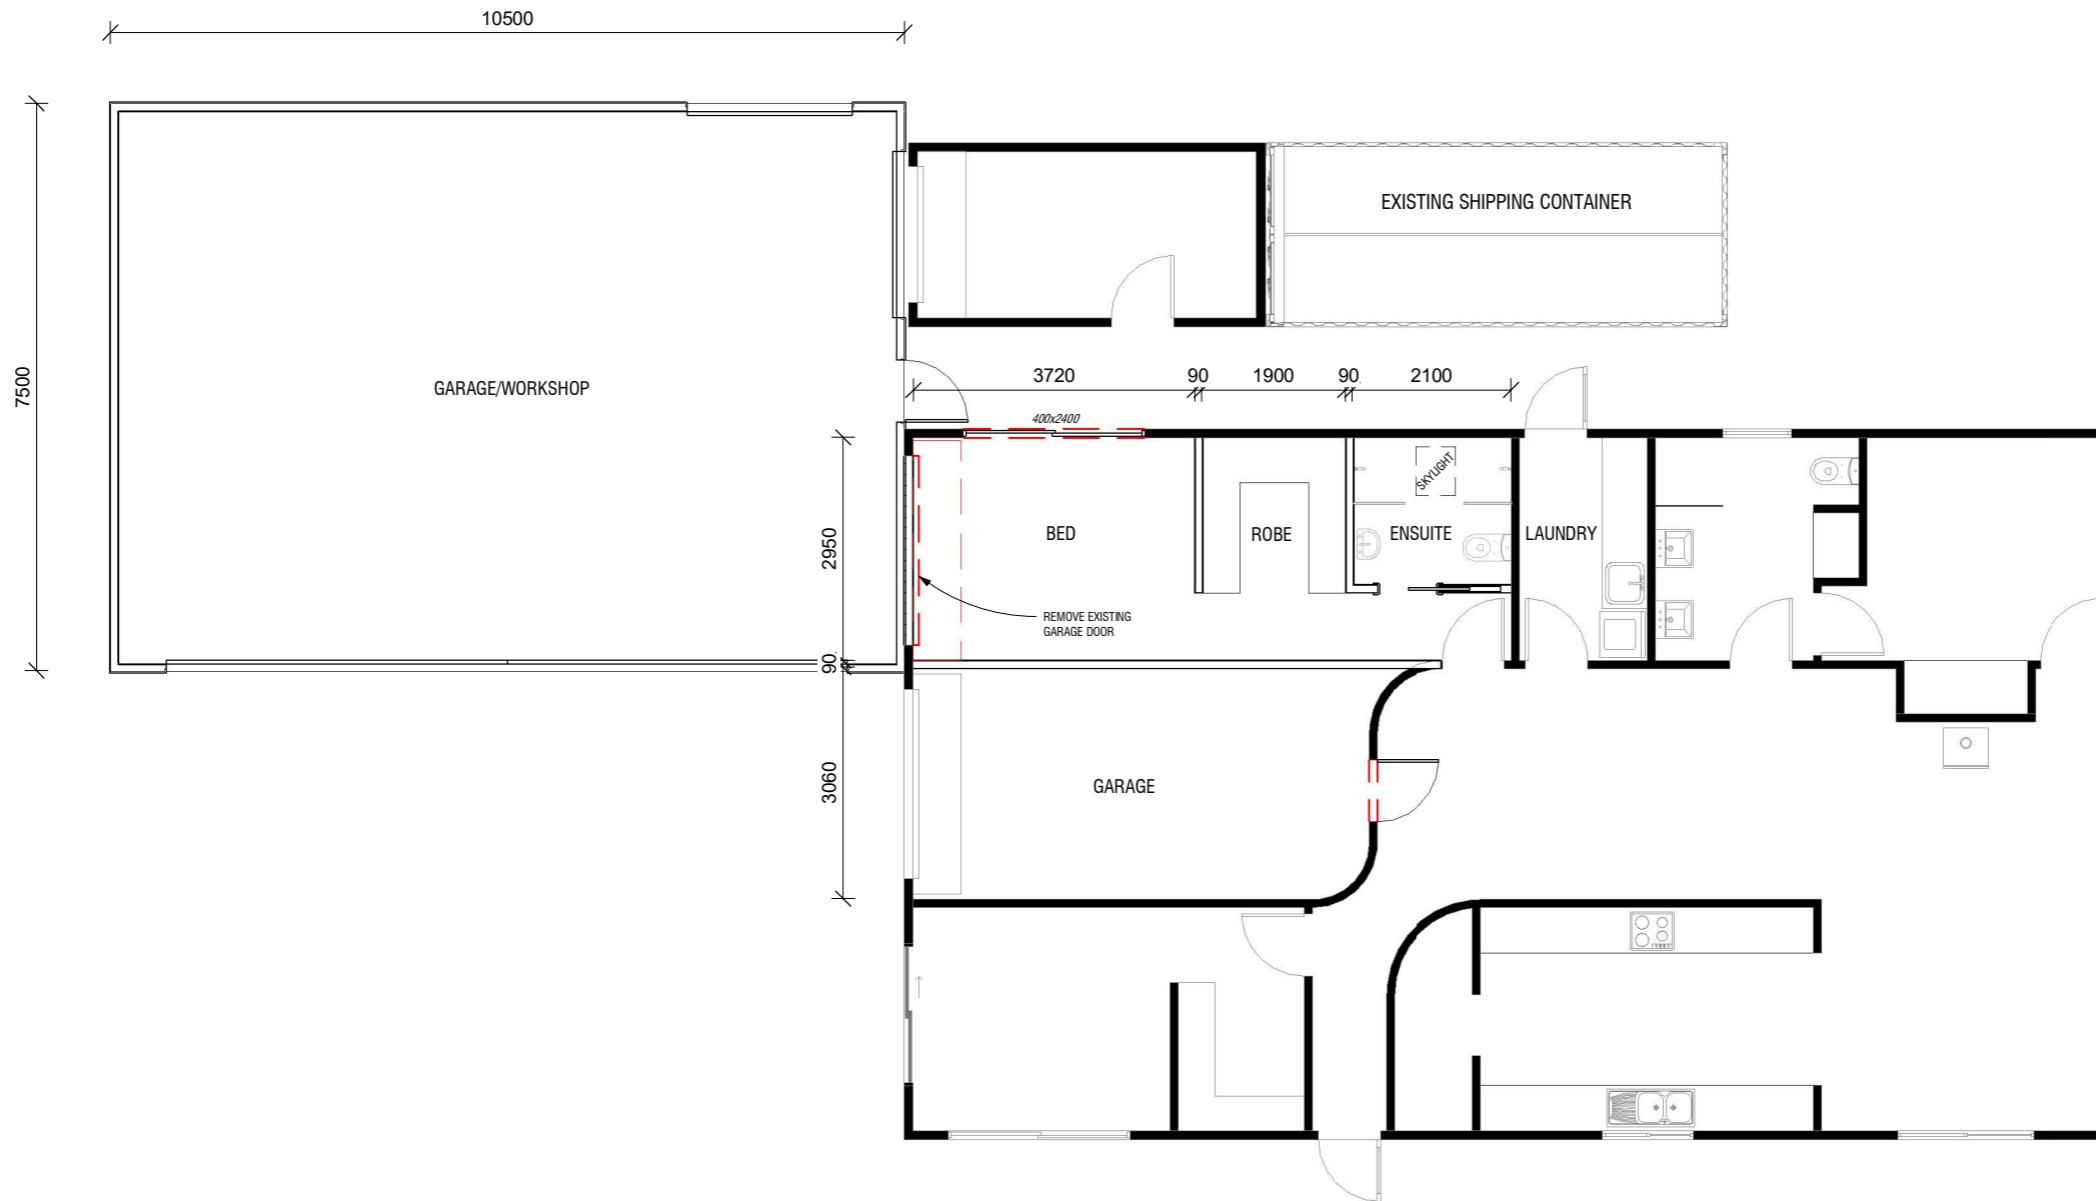 10500
EXISTING SHIPPING CONTAINER
7500
GARAGE/WORKSHOP
3720
90
1900
90
2100
400x2400
SKYLIGHT
BED
ROBE
ENSUITE
LAUNDRY
2950
REMOVE EXISTING
GARAGE DOOR
90
3060
GARAGE